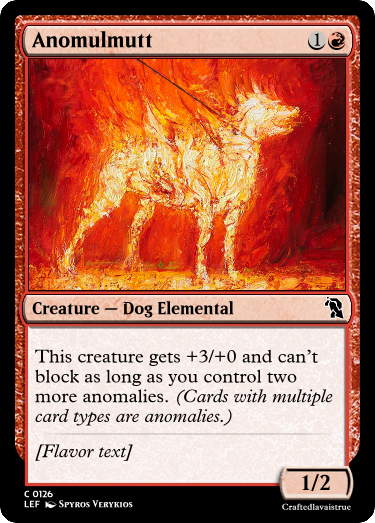 Anomulmutt 1
Creature — Dog Elemental
This creature gets +3/+0 and can't
block as long as you control two
more anomalies. (Cards with multiple
card types are anomalies.)
[Flavor text]
1/2
C 0126
LEF Spyros Verykios
Craftedlavaistrue